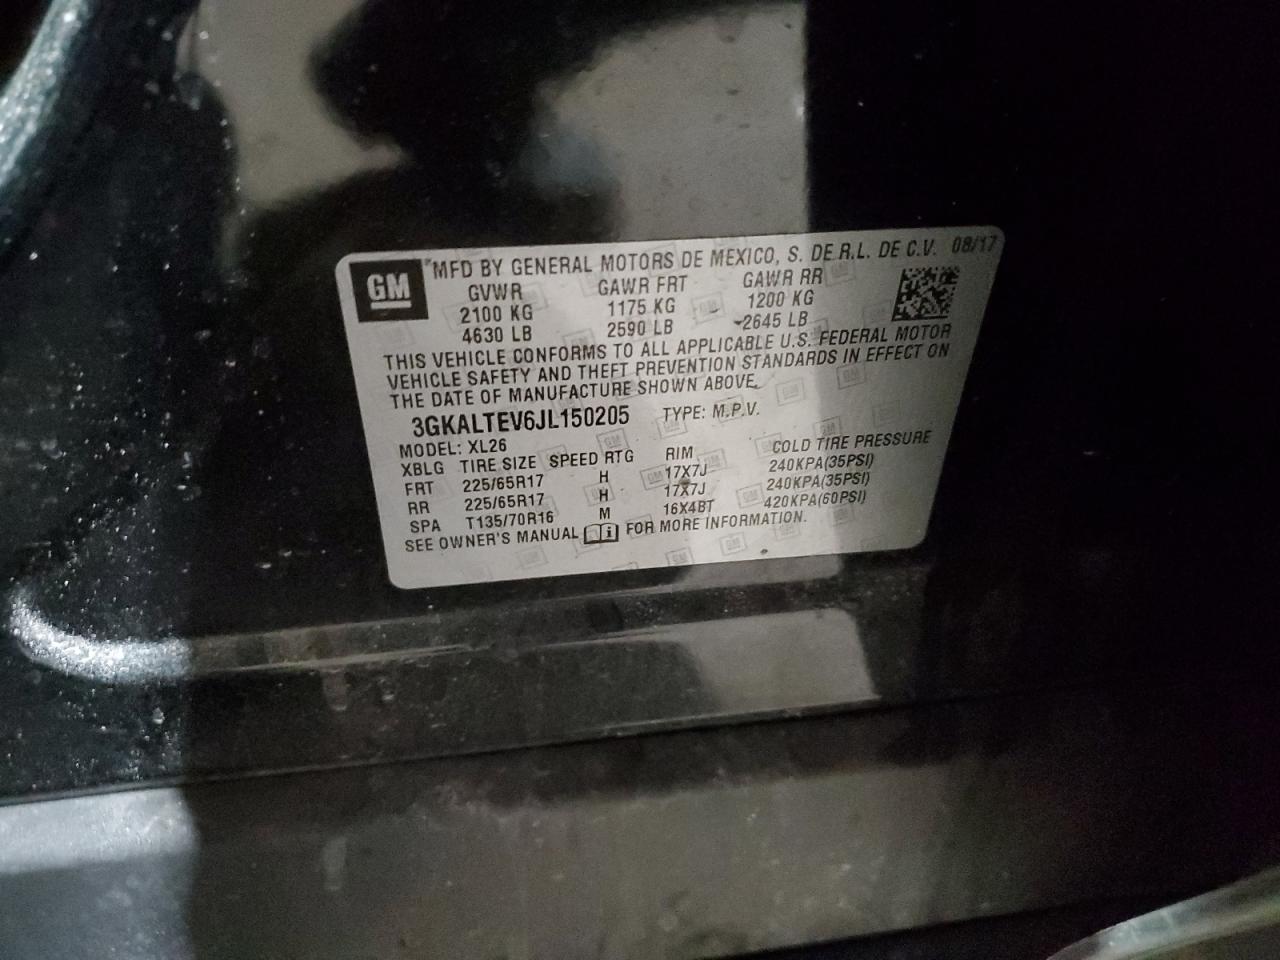 GM
MFD BY GENERAL MOTORS DE MEXICO, S. DE R.L. DE C.V. 08/17
GVWR GAWR FRT GAWR RR
2100 KG 1175 KG 1200 KG
4630 LB 2590 LB 2645 LB
THIS VEHICLE CONFORMS TO ALL APPLICABLE U.S. FEDERAL MOTOR
VEHICLE SAFETY AND THEFT PREVENTION STANDARDS IN EFFECT ON
THE DATE OF MANUFACTURE SHOWN ABOVE.
3GKALTEV6JL150205 TYPE: M.P.V.
MODEL: XL26
XBLG TIRE SIZE SPEED RTG RIM COLD TIRE PRESSURE
FRT 225/65R17 H 17X7J 240KPA(35PSI)
RR 225/65R17 H 17X7J 240KPA(35PSI)
SPA T135/70R16 M 16X4BT 420KPA(60PSI)
SEE OWNER'S MANUAL FOR MORE INFORMATION.